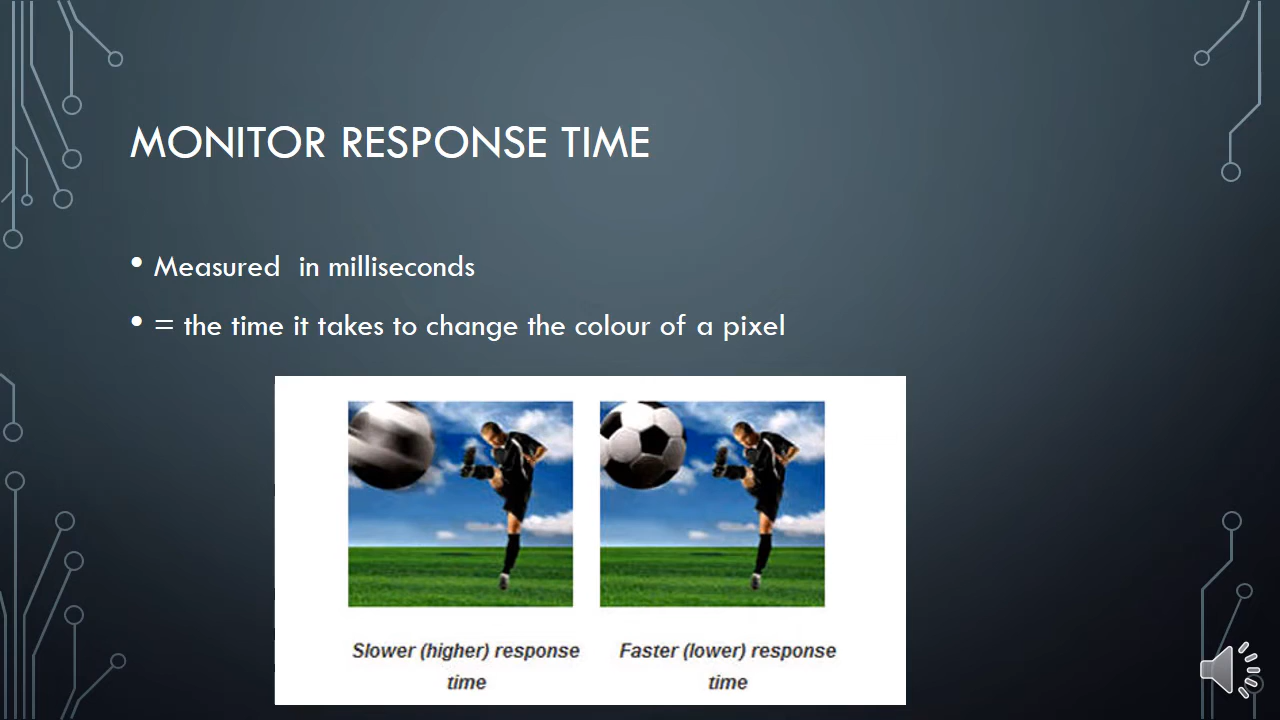 MONITOR RESPONSE TIME
• Measured  in milliseconds
• = the time it takes to change the colour of a pixel
Slower (higher) response
time
Faster (lower) response
time